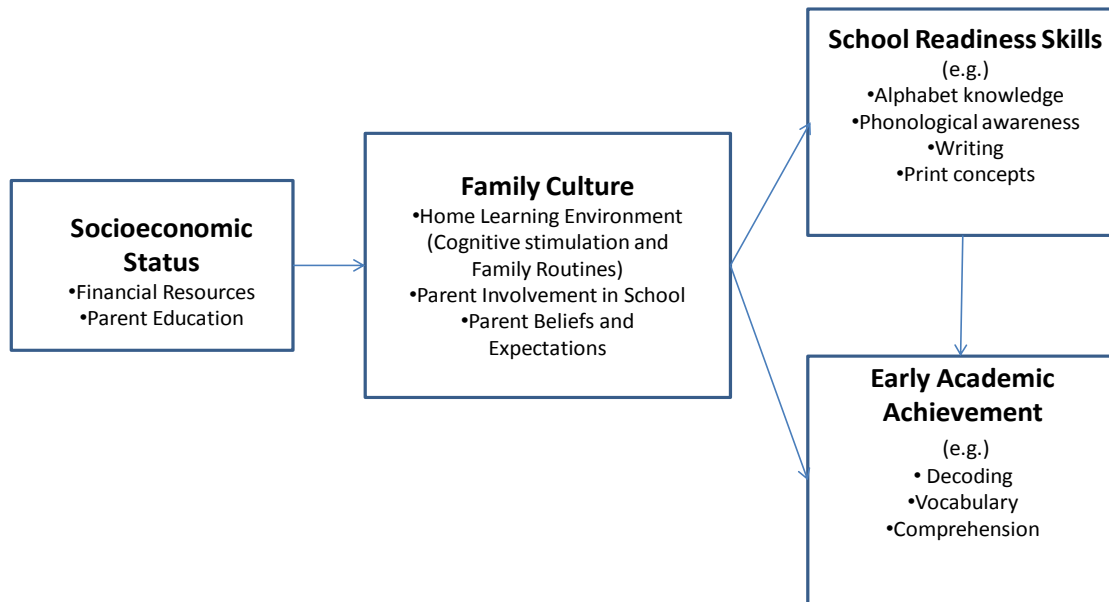 Socioeconomic
Status
•Financial Resources
•Parent Education
Family Culture
•Home Learning Environment
(Cognitive stimulation and
Family Routines)
•Parent Involvement in School
•Parent Beliefs and
Expectations
School Readiness Skills
(e.g.)
•Alphabet knowledge
•Phonological awareness
•Writing
•Print concepts
Early Academic
Achievement
(e.g.)
• Decoding
•Vocabulary
•Comprehension